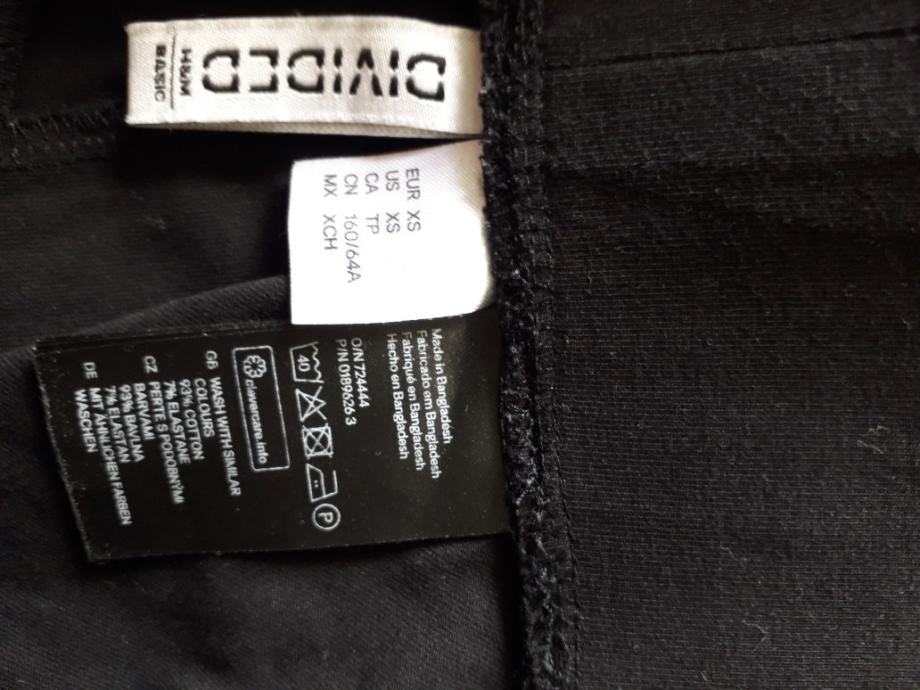 DIVIDED
H&M
BASIC
EUR XS
US XS
CA TP
CN 160/64A
MX XCH
Made in Bangladesh
Fabricado em Bangladesh
Fabriqué en Bangladesh
Hecho en Bangladesh
O/N 724444
P/N 0189626 3
40
P
clevercare.info
GB WASH WITH SIMILAR
COLOURS
93% COTTON
7% ELASTANE
CZ PERTE S PODOBNÝMI
BARVAMI
93% BAVLNA
7% ELASTAN
DE MIT ÄHNLICHEN FARBEN
WASCHEN